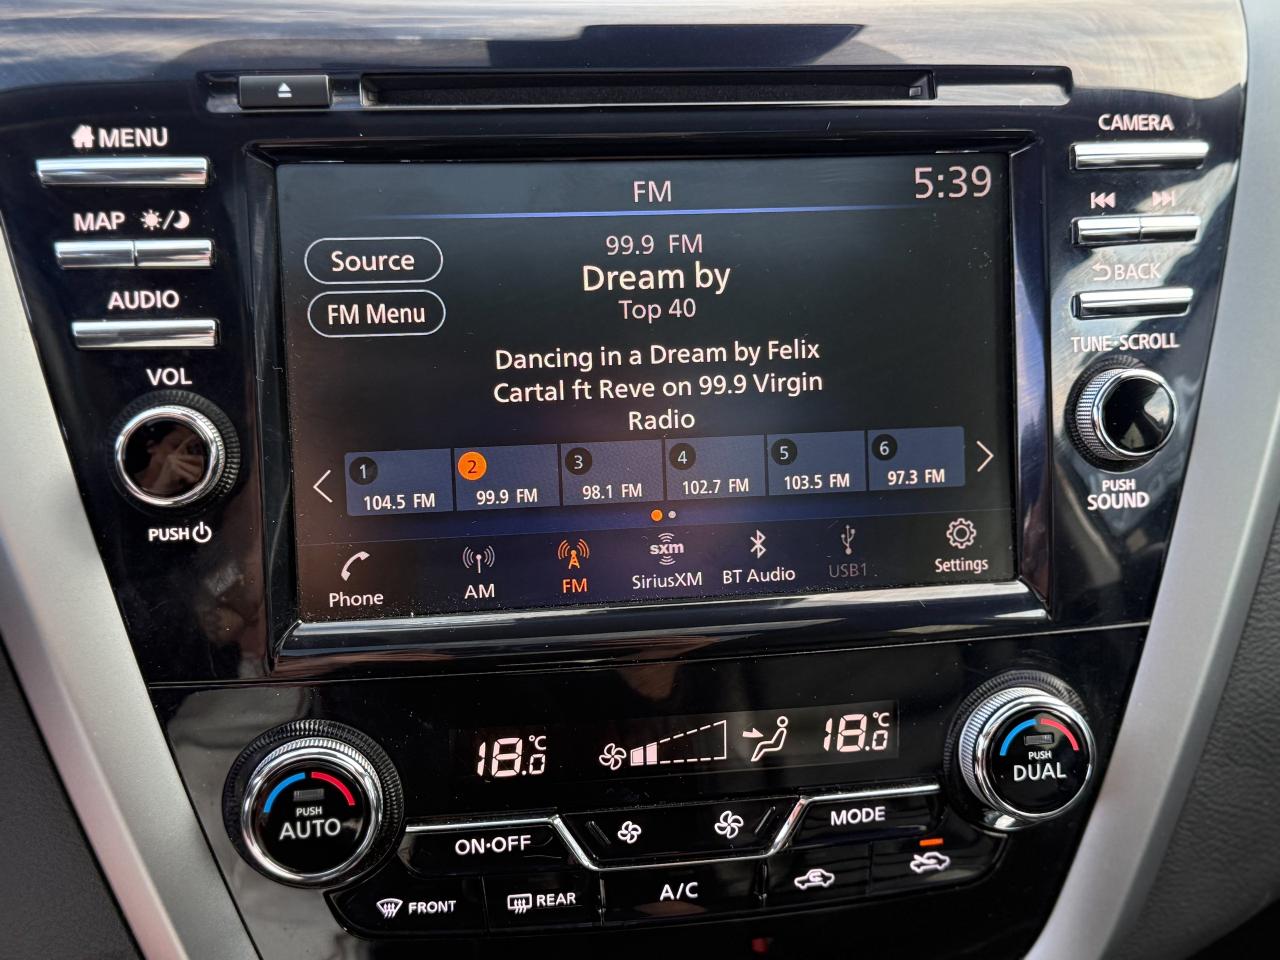 MENU
CAMERA
FM
5:39
MAP
Source
99.9 FM
Dream by
FM Menu
Top 40
BACK
AUDIO
TUNE·SCROLL
Dancing in a Dream by Felix
Cartal ft Reve on 99.9 Virgin
Radio
VOL
1
104.5 FM
2
99.9 FM
3
98.1 FM
4
102.7 FM
5
103.5 FM
6
97.3 FM
PUSH
SOUND
PUSH
Phone
AM
FM
sxm
SiriusXM
BT Audio
USB1
Settings
18.0 °C
18.0 °C
PUSH
AUTO
PUSH
DUAL
ON·OFF
MODE
FRONT
REAR
A/C